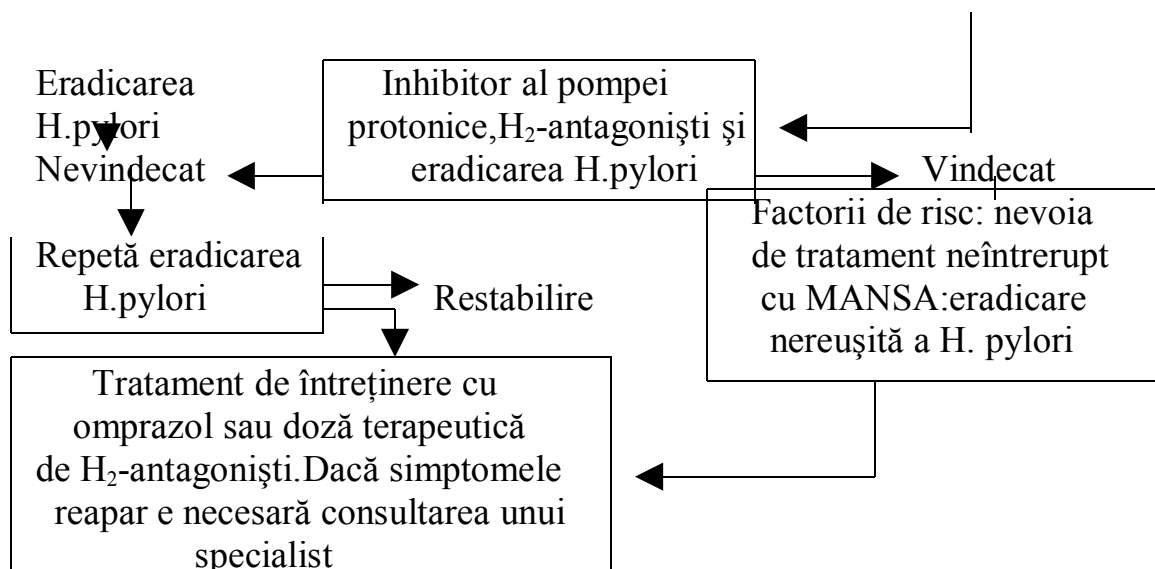 Eradicarea
H.pylori
Nevindecat
Inhibitor al pompei
protonice,H₂-antagonişti şi
eradicarea H.pylori
Vindecat
Factorii de risc: nevoia
de tratament neîntrerupt
cu MANSA:eradicare
nereuşită a H. pylori
Repetă eradicarea
H.pylori
Restabilire
Tratament de întreținere cu
omprazol sau doză terapeutică
de H₂-antagonişti.Dacă simptomele
reapar e necesară consultarea unui
specialist